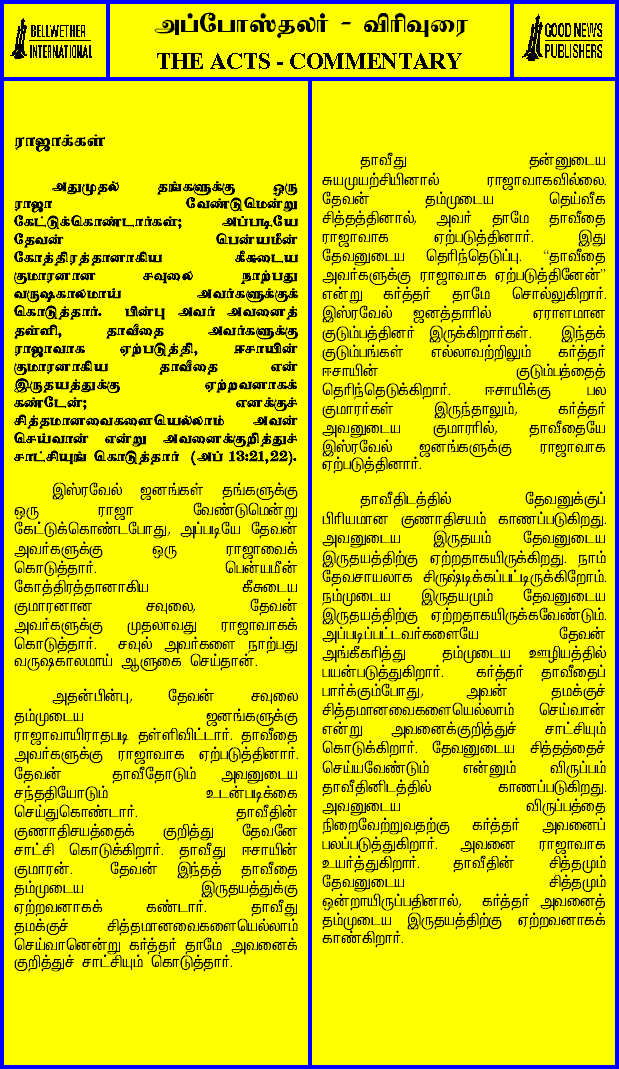 BELLWETHER
INTERNATIONAL
அப்போஸ்தலர் - விரிவுரை
THE ACTS - COMMENTARY
GOOD NEWS
PUBLISHERS
ராஜாக்கள்
அதுமுதல் தங்களுக்கு ஒரு
ராஜா வேண்டுமென்று
கேட்டுக்கொண்டார்கள்; அப்படியே
தேவன் பென்யமீன்
கோத்திரத்தானாகிய கீசுடைய
குமாரனான சவுலை நாற்பது
வருஷகாலமாய் அவர்களுக்குக்
கொடுத்தார். பின்பு அவர் அவனைத்
தள்ளி, தாவீதை அவர்களுக்கு
ராஜாவாக ஏற்படுத்தி, ஈசாயின்
குமாரனாகிய தாவீதை என்
இருதயத்துக்கு ஏற்றவனாகக்
கண்டேன்; எனக்குச்
சித்தமானவைகளையெல்லாம் அவன்
செய்வான் என்று அவனைக்குறித்துச்
சாட்சியுங் கொடுத்தார் (அப் 13:21,22).
இஸ்ரவேல் ஜனங்கள் தங்களுக்கு
ஒரு ராஜா வேண்டுமென்று
கேட்டுக்கொண்டபோது, அப்படியே தேவன்
அவர்களுக்கு ஒரு ராஜாவைக்
கொடுத்தார். பென்யமீன்
கோத்திரத்தானாகிய கீசுடைய
குமாரனான சவுலை, தேவன்
அவர்களுக்கு முதலாவது ராஜாவாகக்
கொடுத்தார். சவுல் அவர்களை நாற்பது
வருஷகாலமாய் ஆளுகை செய்தான்.
அதன்பின்பு, தேவன் சவுலை
தம்முடைய ஜனங்களுக்கு
ராஜாவாயிராதபடி தள்ளிவிட்டார். தாவீதை
அவர்களுக்கு ராஜாவாக ஏற்படுத்தினார்.
தேவன் தாவீதோடும் அவனுடைய
சந்ததியோடும் உடன்படிக்கை
செய்துகொண்டார். தாவீதின்
குணாதிசயத்தைக் குறித்து தேவனே
சாட்சி கொடுக்கிறார். தாவீது ஈசாயின்
குமாரன். தேவன் இந்தத் தாவீதை
தம்முடைய இருதயத்துக்கு
ஏற்றவனாகக் கண்டார். தாவீது
தமக்குச் சித்தமானவைகளையெல்லாம்
செய்வானென்று கர்த்தர் தாமே அவனைக்
குறித்துச் சாட்சியும் கொடுத்தார்.
தாவீது தன்னுடைய
சுயமுயற்சியினால் ராஜாவாகவில்லை.
தேவன் தம்முடைய தெய்வீக
சித்தத்தினால், அவர் தாமே தாவீதை
ராஜாவாக ஏற்படுத்தினார். இது
தேவனுடைய தெரிந்தெடுப்பு. “தாவீதை
அவர்களுக்கு ராஜாவாக ஏற்படுத்தினேன்”
என்று கர்த்தர் தாமே சொல்லுகிறார்.
இஸ்ரவேல் ஜனத்தாரில் ஏராளமான
குடும்பத்தினர் இருக்கிறார்கள். இந்தக்
குடும்பங்கள் எல்லாவற்றிலும் கர்த்தர்
ஈசாயின் குடும்பத்தைத்
தெரிந்தெடுக்கிறார். ஈசாயிக்கு பல
குமாரர்கள் இருந்தாலும், கர்த்தர்
அவனுடைய குமாரரில், தாவீதையே
இஸ்ரவேல் ஜனங்களுக்கு ராஜாவாக
ஏற்படுத்தினார்.
தாவீதிடத்தில் தேவனுக்குப்
பிரியமான குணாதிசயம் காணப்படுகிறது.
அவனுடைய இருதயம் தேவனுடைய
இருதயத்திற்கு ஏற்றதாகயிருக்கிறது. நாம்
தேவசாயலாக சிருஷ்டிக்கப்பட்டிருக்கிறோம்.
நம்முடைய இருதயமும் தேவனுடைய
இருதயத்திற்கு ஏற்றதாகயிருக்கவேண்டும்.
அப்படிப்பட்டவர்களையே தேவன்
அங்கீகரித்து தம்முடைய ஊழியத்தில்
பயன்படுத்துகிறார். கர்த்தர் தாவீதைப்
பார்க்கும்போது, அவன் தமக்குச்
சித்தமானவைகளையெல்லாம் செய்வான்
என்று அவனைக்குறித்துச் சாட்சியும்
கொடுக்கிறார். தேவனுடைய சித்தத்தைச்
செய்யவேண்டும் என்னும் விருப்பம்
தாவீதினிடத்தில் காணப்படுகிறது.
அவனுடைய விருப்பத்தை
நிறைவேற்றுவதற்கு கர்த்தர் அவனைப்
பலப்படுத்துகிறார். அவனை ராஜாவாக
உயர்த்துகிறார். தாவீதின் சித்தமும்
தேவனுடைய சித்தமும்
ஒன்றாயிருப்பதினால், கர்த்தர் அவனைத்
தம்முடைய இருதயத்திற்கு ஏற்றவனாகக்
காண்கிறார்.